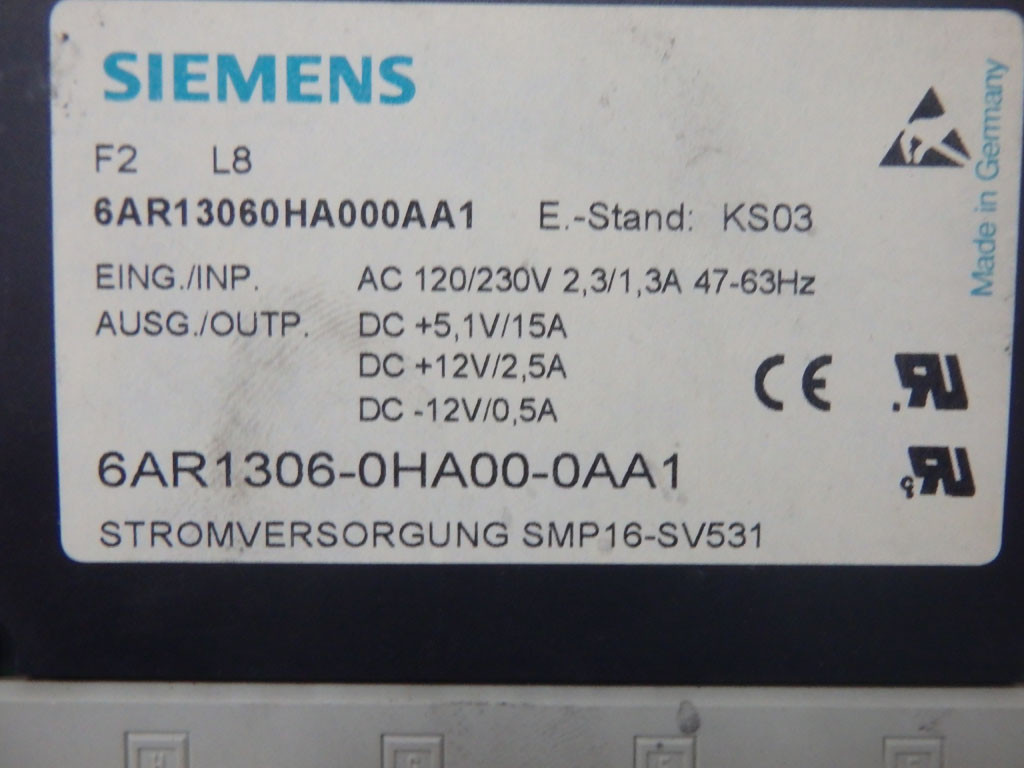 SIEMENS
F2 L8
6AR13060HA000AA1 E.-Stand: KS03
EING./INP. AC 120/230V 2,3/1,3A 47-63Hz
AUSG./OUTP. DC +5,1V/15A
DC +12V/2,5A
DC -12V/0,5A
6AR1306-0HA00-0AA1
STROMVERSORGUNG SMP16-SV531
Made in Germany
CE